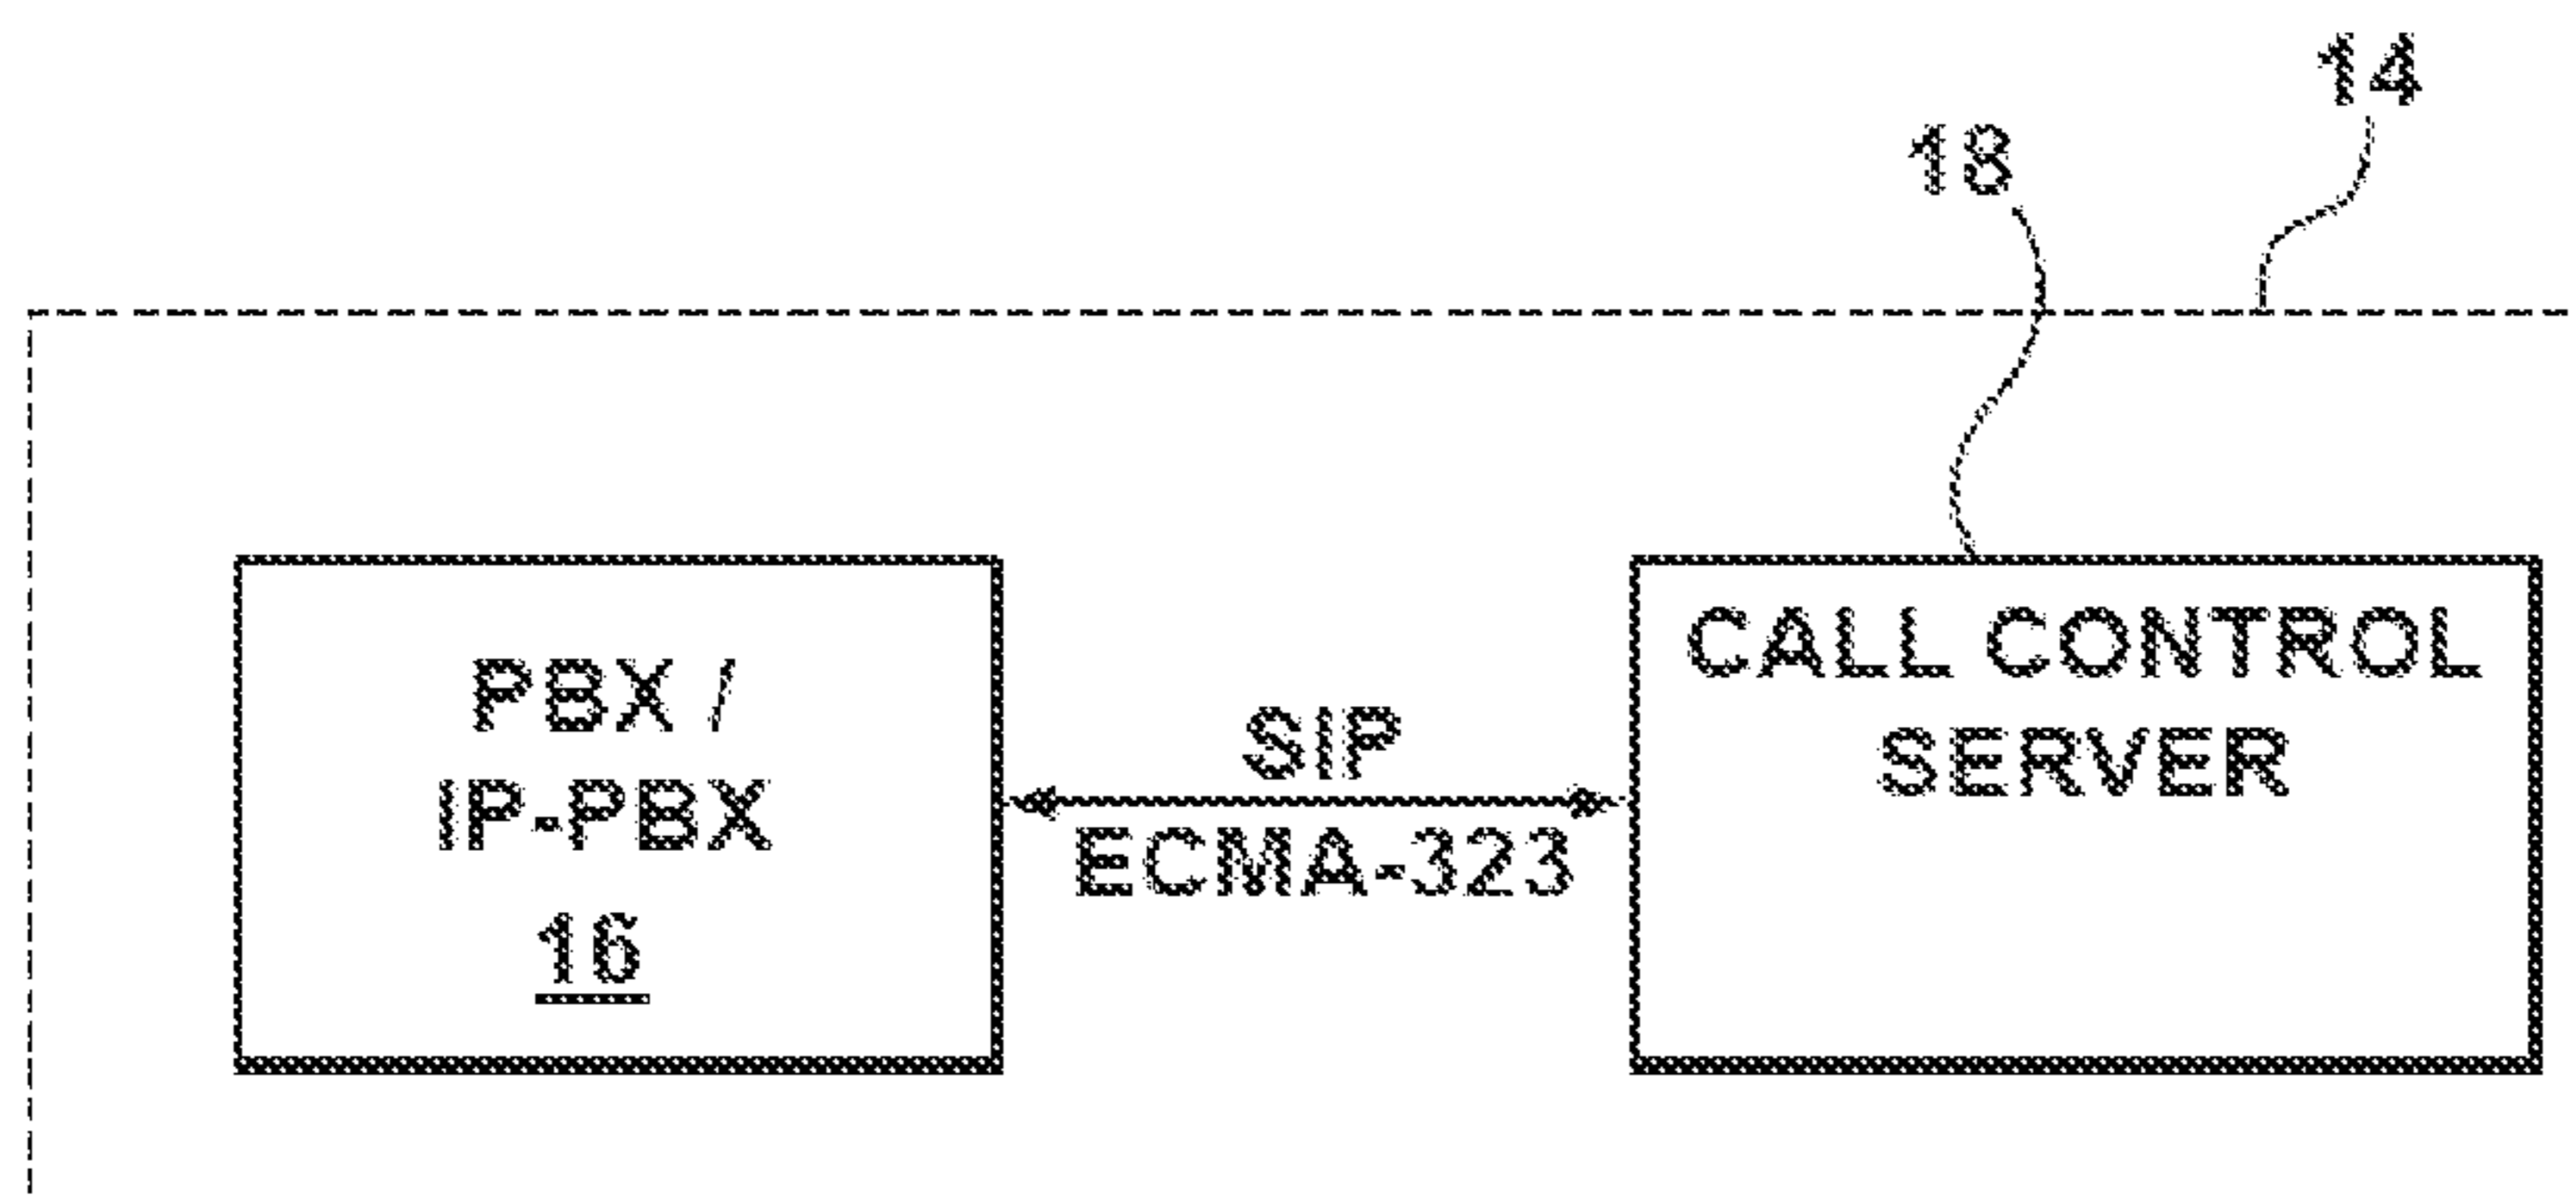 14
18
PBX /
IP-PBX
16
SIP
ECMA-323
CALL CONTROL
SERVER